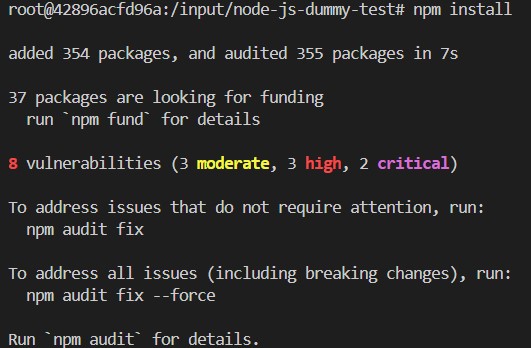 root@42896acfd96a:/input/node-js-dummy-test# npm install
added 354 packages, and audited 355 packages in 7s
37 packages are looking for funding
run `npm fund` for details
8 vulnerabilities (3 moderate, 3 high, 2 critical)
To address issues that do not require attention, run:
npm audit fix
To address all issues (including breaking changes), run:
npm audit fix --force
Run `npm audit` for details.